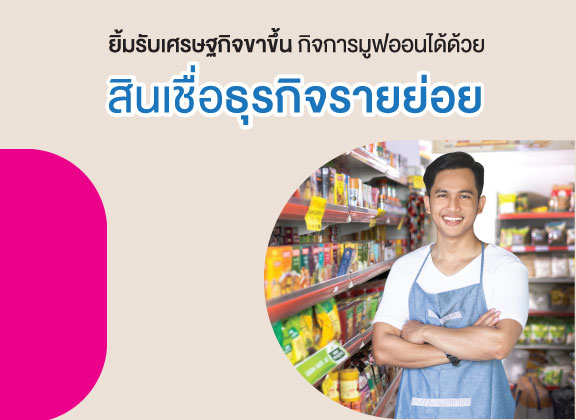 ยิ้มรับเศรษฐกิจขาขึ้น กิจการมูฟออนได้ด้วย
สินเชื่อธุรกิจรายย่อย